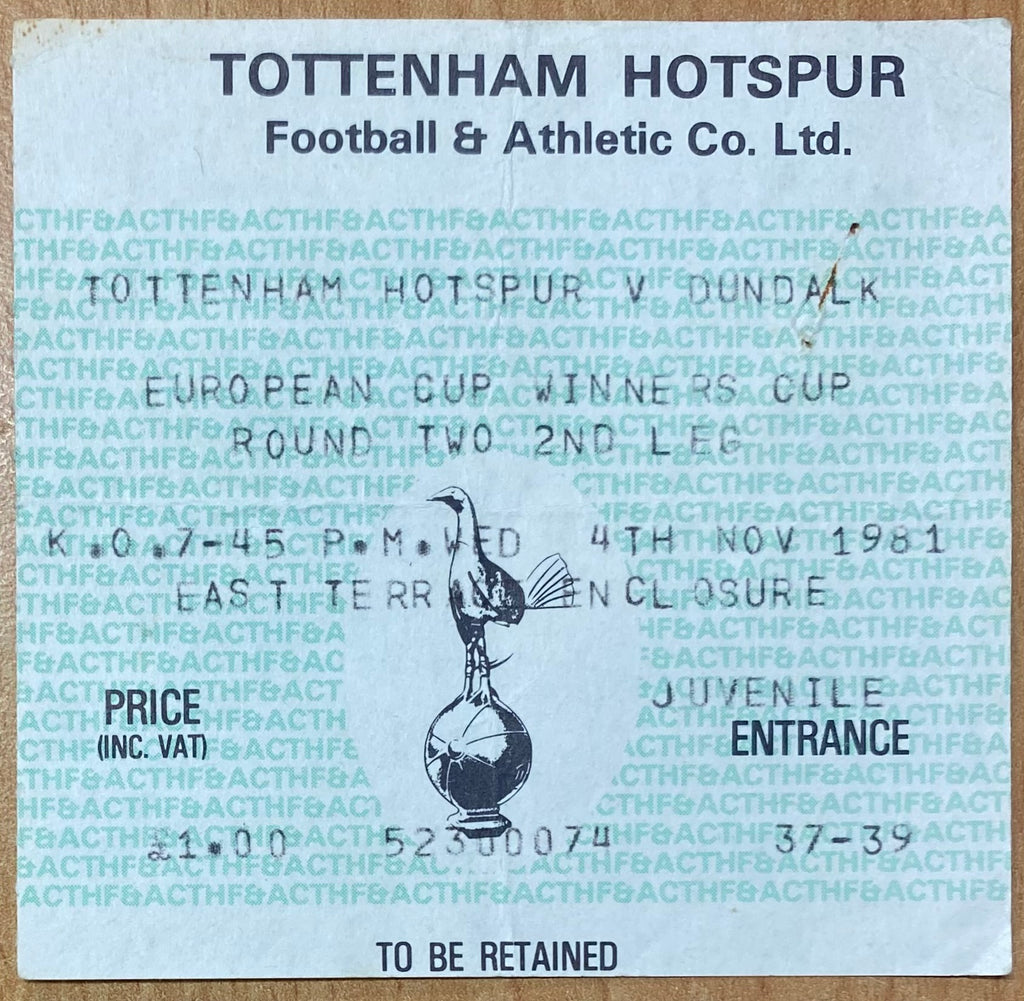 TOTTENHAM HOTSPUR
Football & Athletic Co. Ltd.
TOTTENHAM HOTSPUR V DUNDALK
EUROPEAN CUP WINNERS CUP
ROUND TWO 2ND LEG
K.O.7-45 P.M.WED 4TH NOV 1981
EAST TERRACE ENCLOSURE
JUVENILE
PRICE
(INC. VAT)
ENTRANCE
£1.00 52300074 37-39
TO BE RETAINED